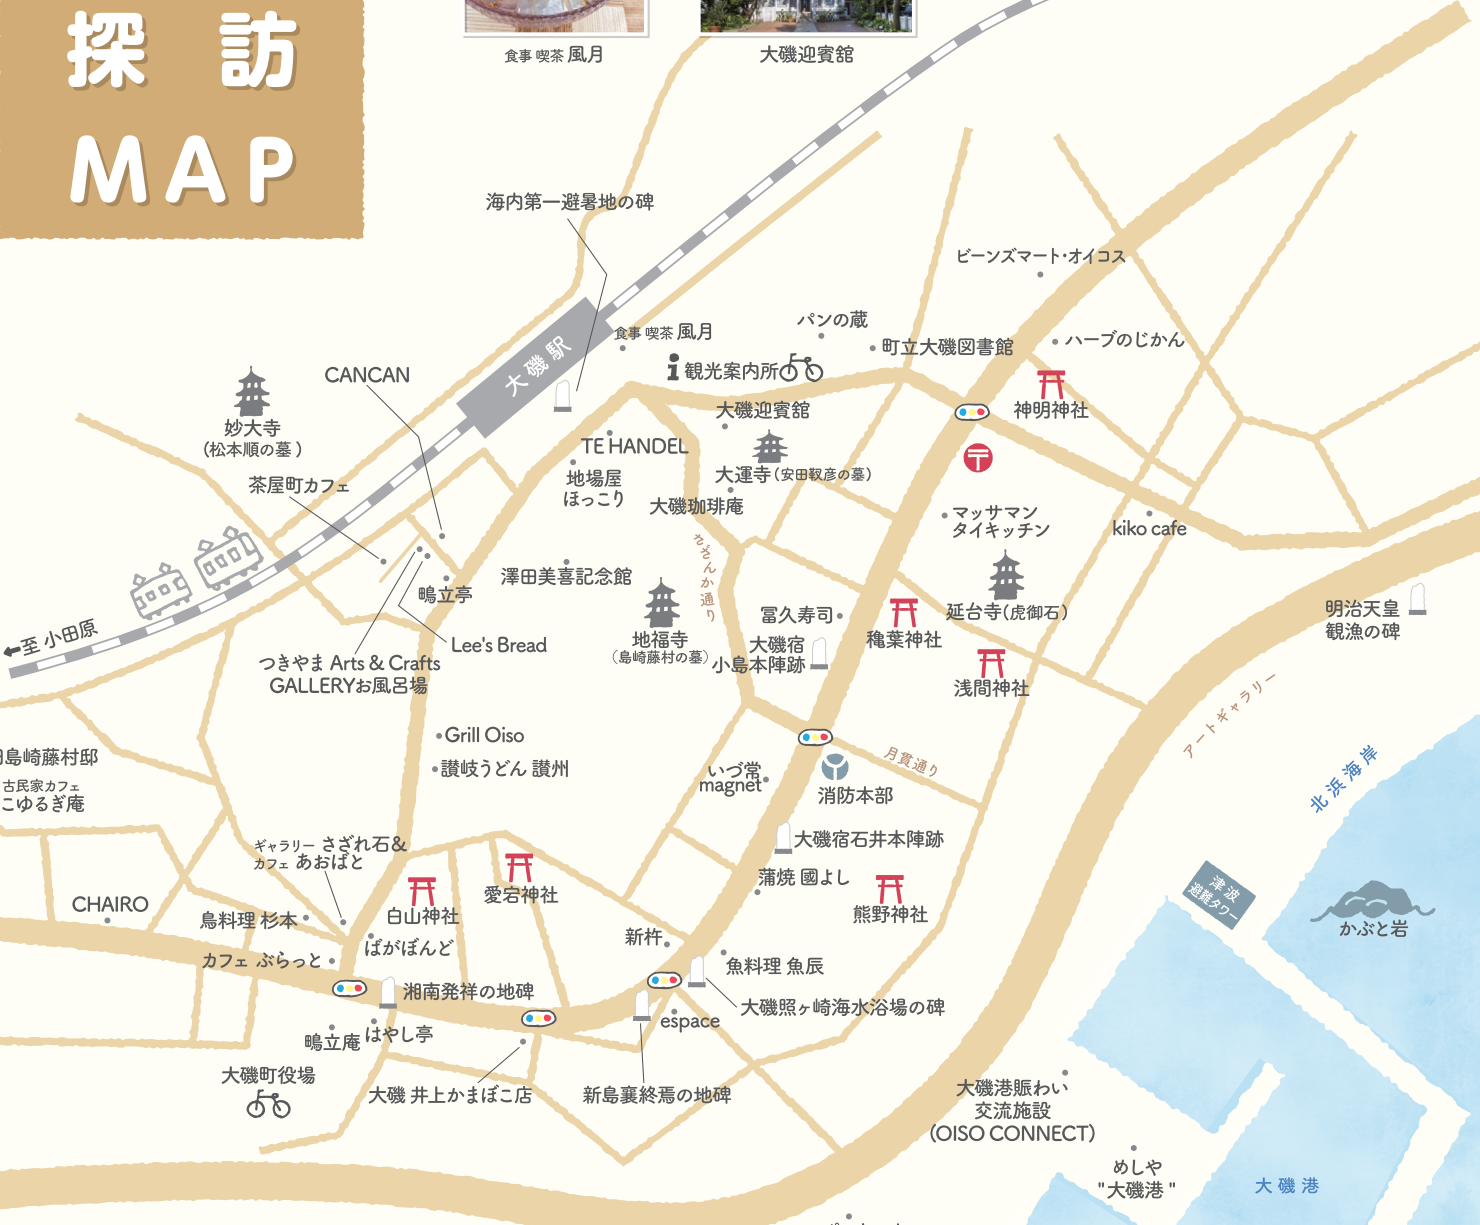 探訪
MAP
食事 喫茶 風月
大磯迎賓舘
海内第一避暑地の碑
ビーンズマート・オイコス
パンの蔵
食事 喫茶 風月
町立大磯図書館
ハーブのじかん
大磯駅
観光案内所
CANCAN
神明神社
大磯迎賓舘
妙大寺
(松本順の墓)
TE HANDEL
大運寺(安田靫彦の墓)
地場屋
ほっこり
茶屋町カフェ
大磯珈琲庵
マッサマン
タイキッチン
kiko cafe
さざんか通り
澤田美喜記念館
鴫立亭
冨久寿司
延台寺(虎御石)
明治天皇
観漁の碑
穐葉神社
地福寺
(島崎藤村の墓)
大磯宿
小島本陣跡
←至 小田原
Lee's Bread
つきやま Arts & Crafts
GALLERYお風呂場
浅間神社
アートギャラリー
Grill Oiso
讃岐うどん 讃州
島崎藤村邸
古民家カフェ
こゆるぎ庵
月貫通り
いづ常
magnet
消防本部
北浜海岸
ギャラリー さざれ石&
カフェ あおばと
大磯宿石井本陣跡
蒲焼 國よし
愛宕神社
津波
避難タワー
CHAIRO
白山神社
熊野神社
鳥料理 杉本
かぶと岩
ばがぼんど
新杵
カフェ ぶらっと
魚料理 魚辰
湘南発祥の地碑
大磯照ヶ崎海水浴場の碑
espace
鴫立庵
はやし亭
大磯町役場
大磯 井上かまぼこ店
新島襄終焉の地碑
大磯港賑わい
交流施設
(OISO CONNECT)
めしや
"大磯港"
大磯港